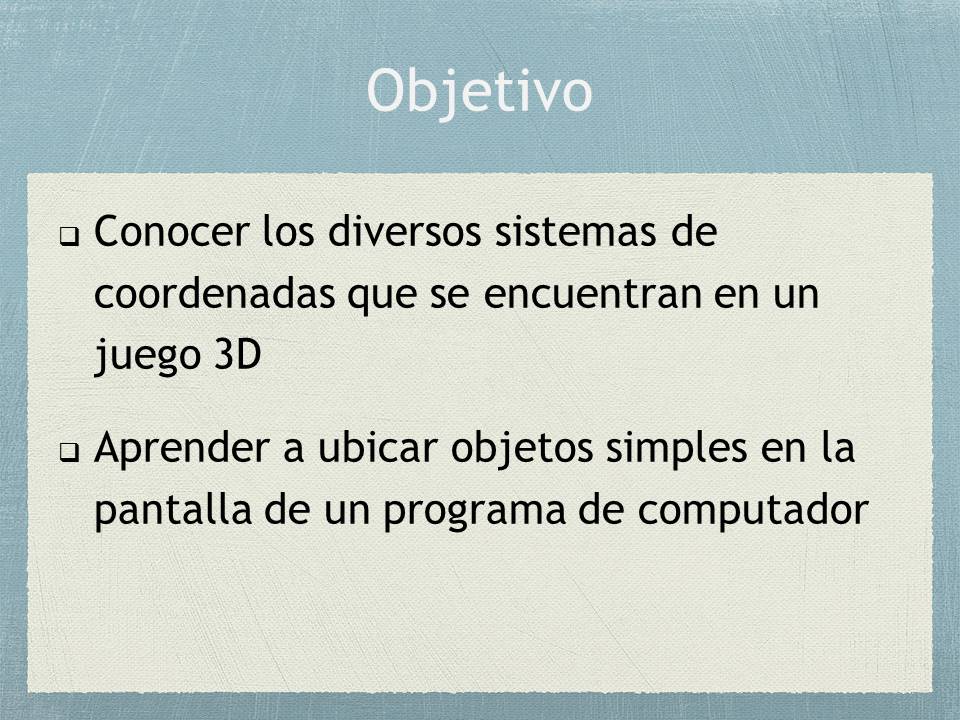 Objetivo
Conocer los diversos sistemas de
coordenadas que se encuentran en un
juego 3D
Aprender a ubicar objetos simples en la
pantalla de un programa de computador